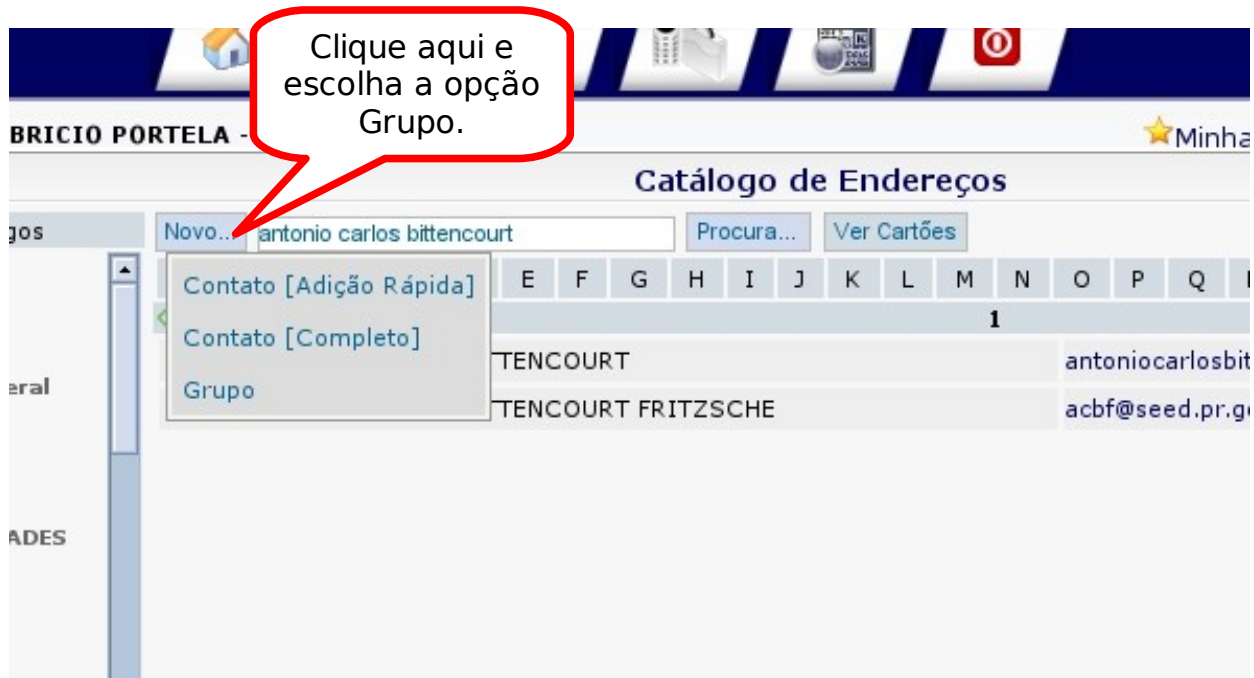 Clique aqui e
escolha a opção
Grupo.
BRICIO PORTELA -
Minha
Catálogo de Endereços
gos
Novo...
antonio carlos bittencourt
Procura...
Ver Cartões
E F G H I J K L M N O P Q
1
Contato [Adição Rápida]
Contato [Completo]
Grupo
TTENCOURT
antoniocarlosbit
TTENCOURT FRITZSCHE
acbf@seed.pr.go
eral
ADES